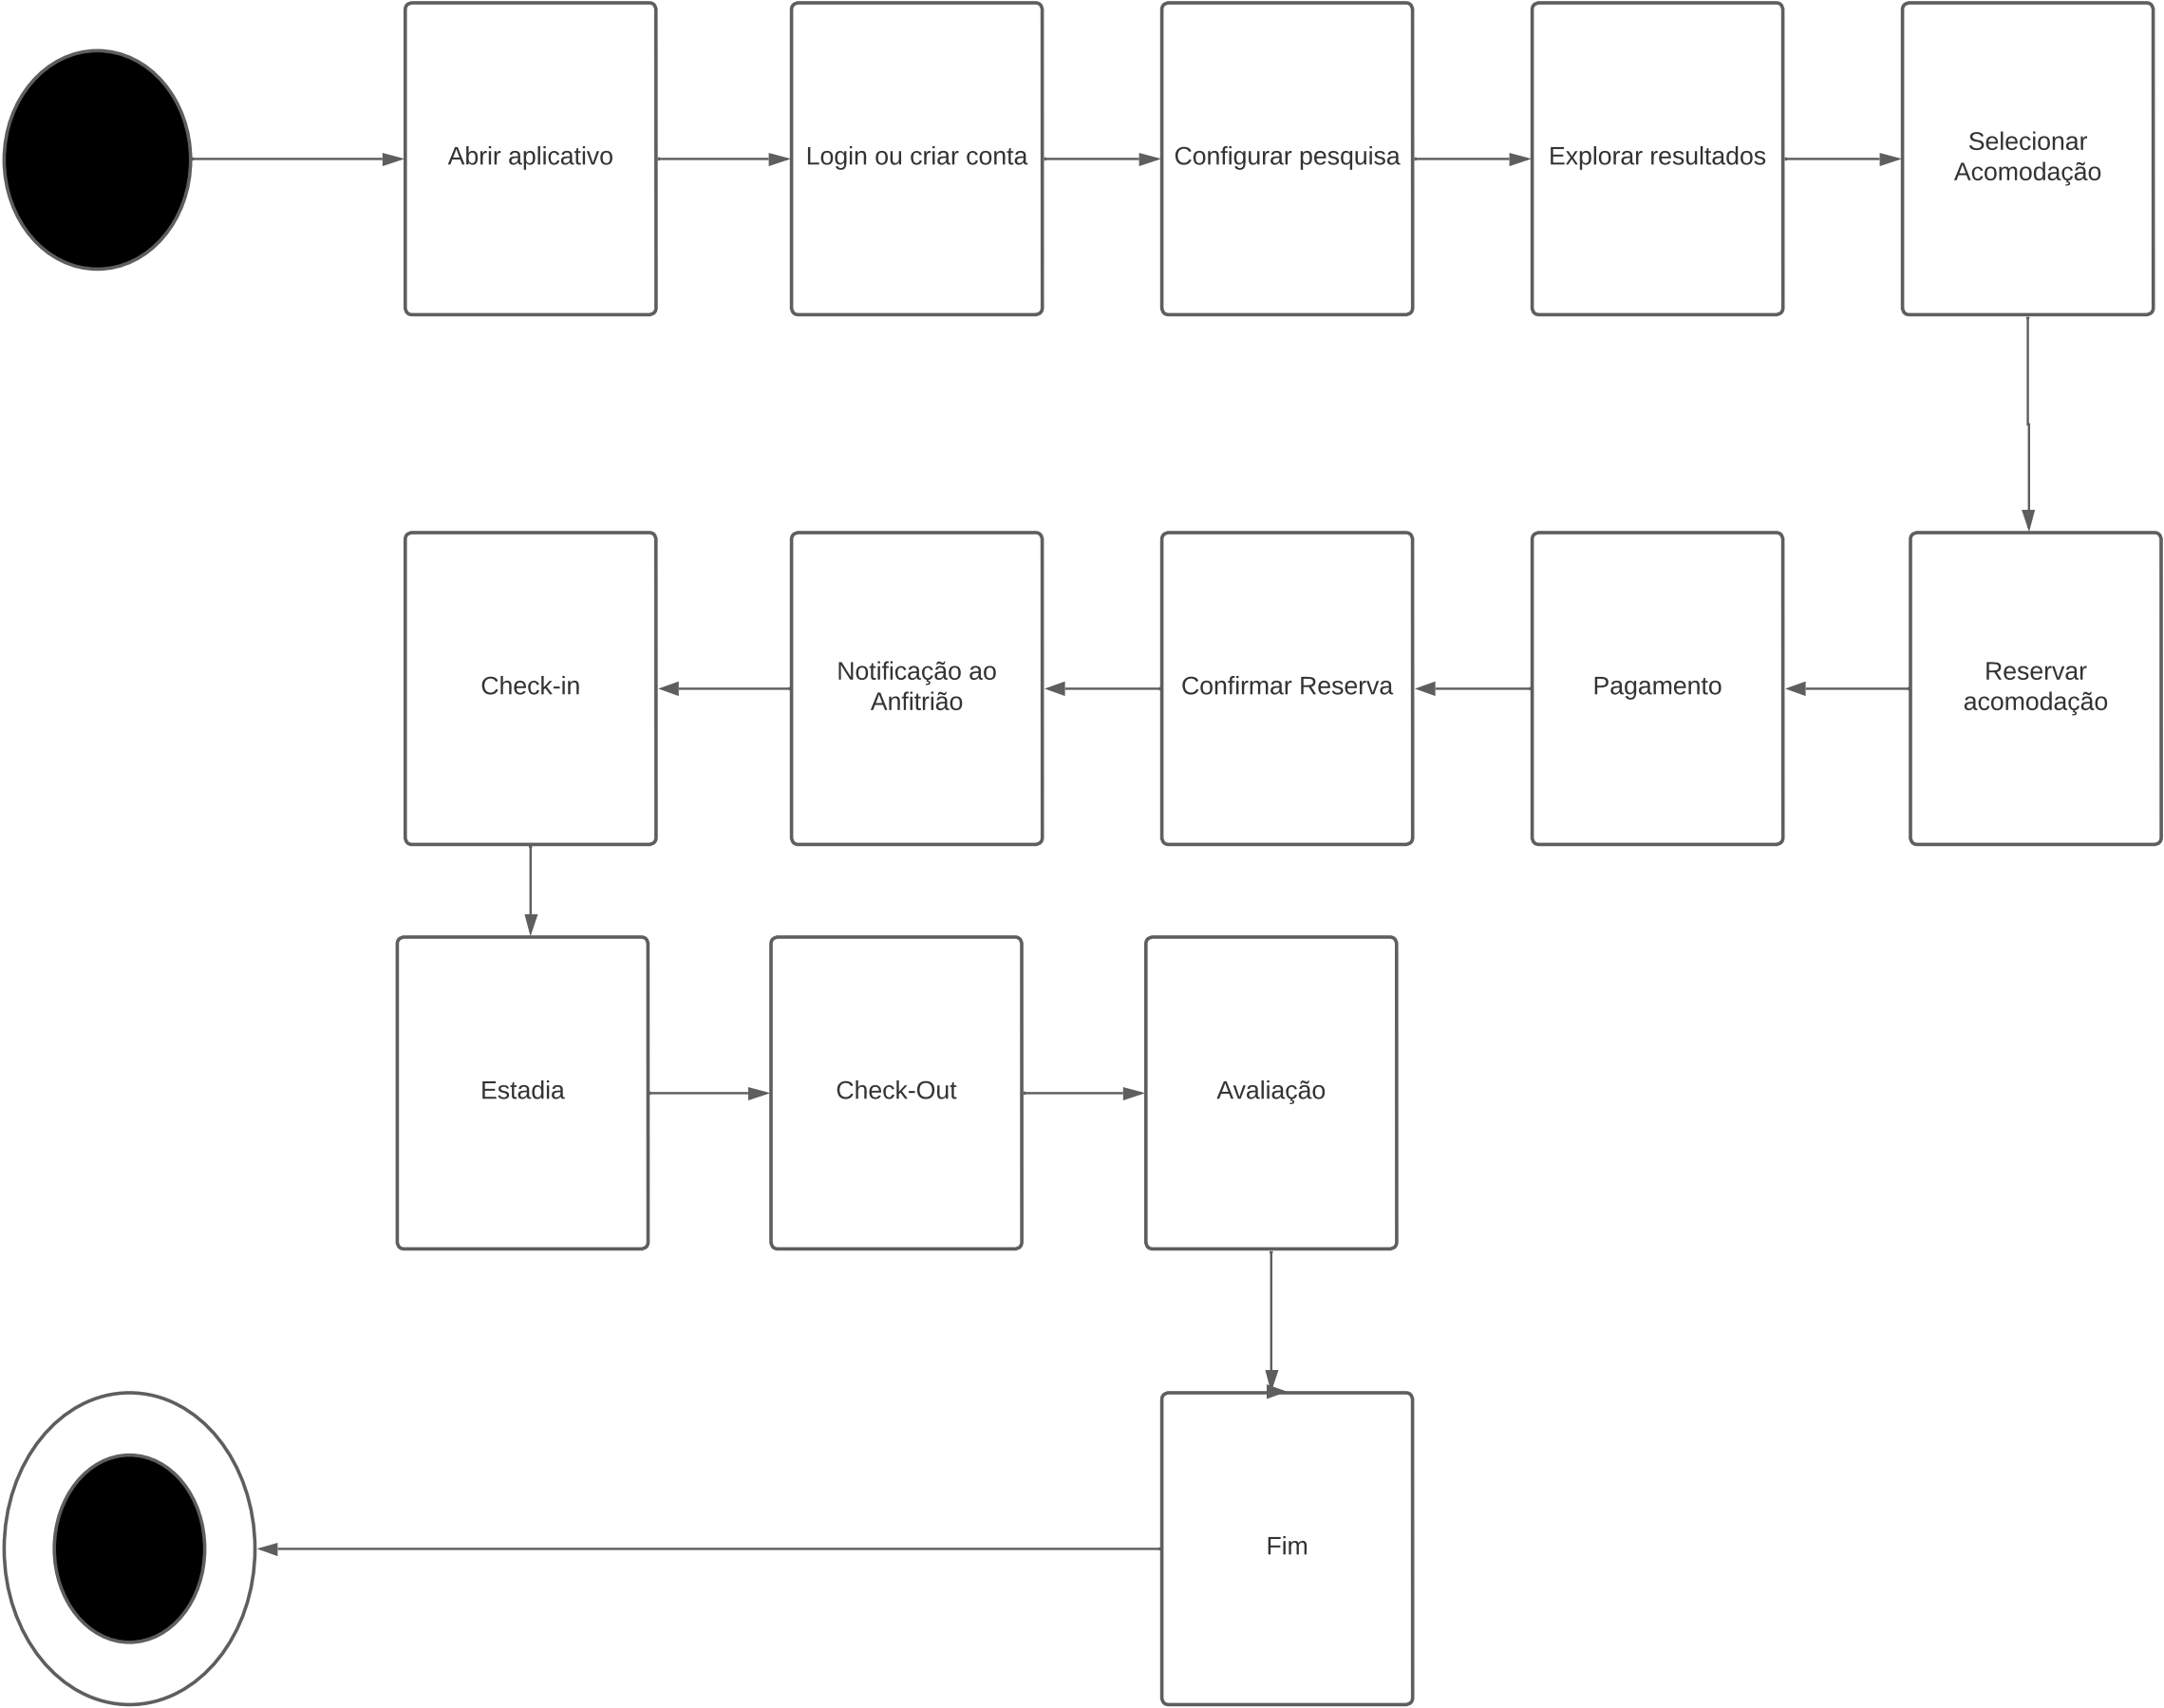 Abrir aplicativo
Login ou criar conta
Configurar pesquisa
Explorar resultados
Selecionar
Acomodação
Reservar
acomodação
Pagamento
Confirmar Reserva
Notificação ao
Anfitrião
Check-in
Estadia
Check-Out
Avaliação
Fim